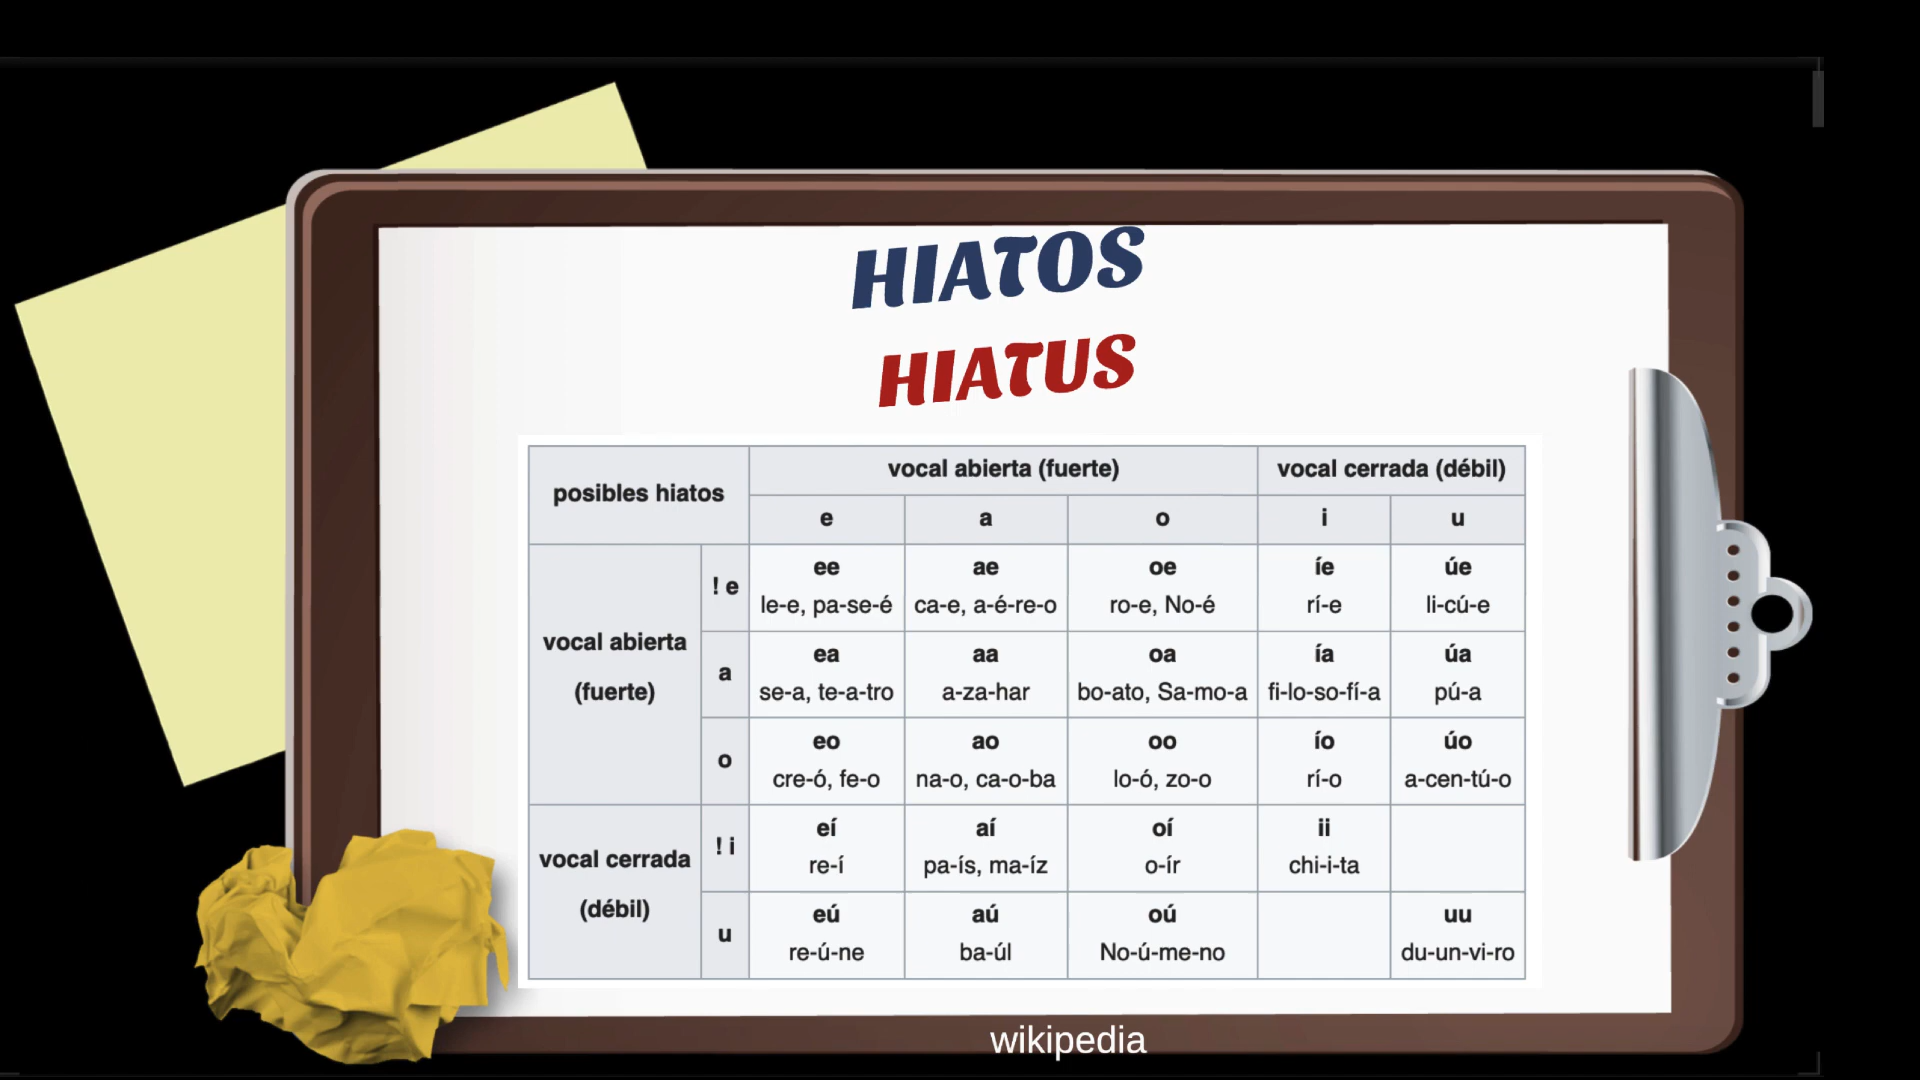 HIATOS
HIATUS
posibles hiatos vocal abierta (fuerte) vocal cerrada (débil)
e a o i u
vocal abierta (fuerte)
! e ee ae oe íe úe
le-e, pa-se-é ca-e, a-é-re-o ro-e, No-é rí-e li-cú-e
a ea aa oa ía úa
se-a, te-a-tro a-za-har bo-ato, Sa-mo-a fi-lo-so-fí-a pú-a
o eo ao oo ío úo
cre-ó, fe-o na-o, ca-o-ba lo-ó, zo-o rí-o a-cen-tú-o
vocal cerrada (débil)
! i eí aí oí ii
re-í pa-ís, ma-íz o-ír chi-i-ta
u eú aú oú uu
re-ú-ne ba-úl No-ú-me-no du-un-vi-ro
wikipedia